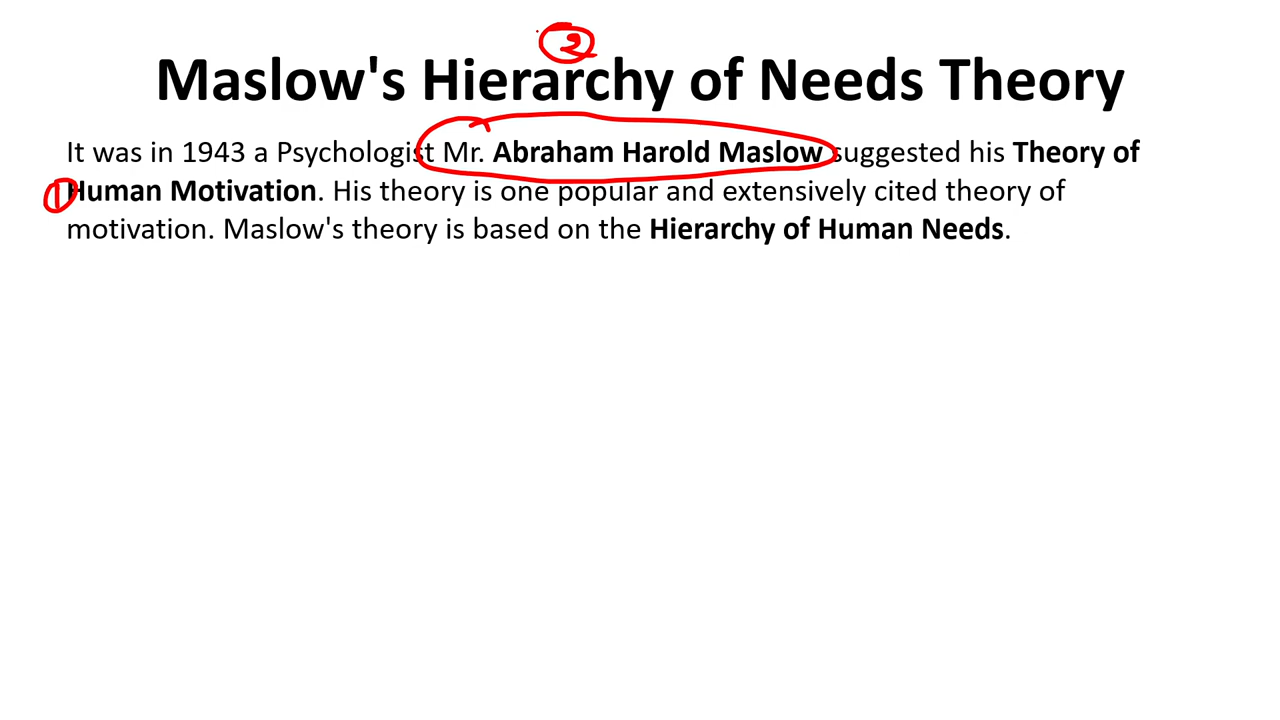 2
Maslow's Hierarchy of Needs Theory
It was in 1943 a Psychologist Mr. Abraham Harold Maslow suggested his Theory of
1
Human Motivation. His theory is one popular and extensively cited theory of
motivation. Maslow's theory is based on the Hierarchy of Human Needs.